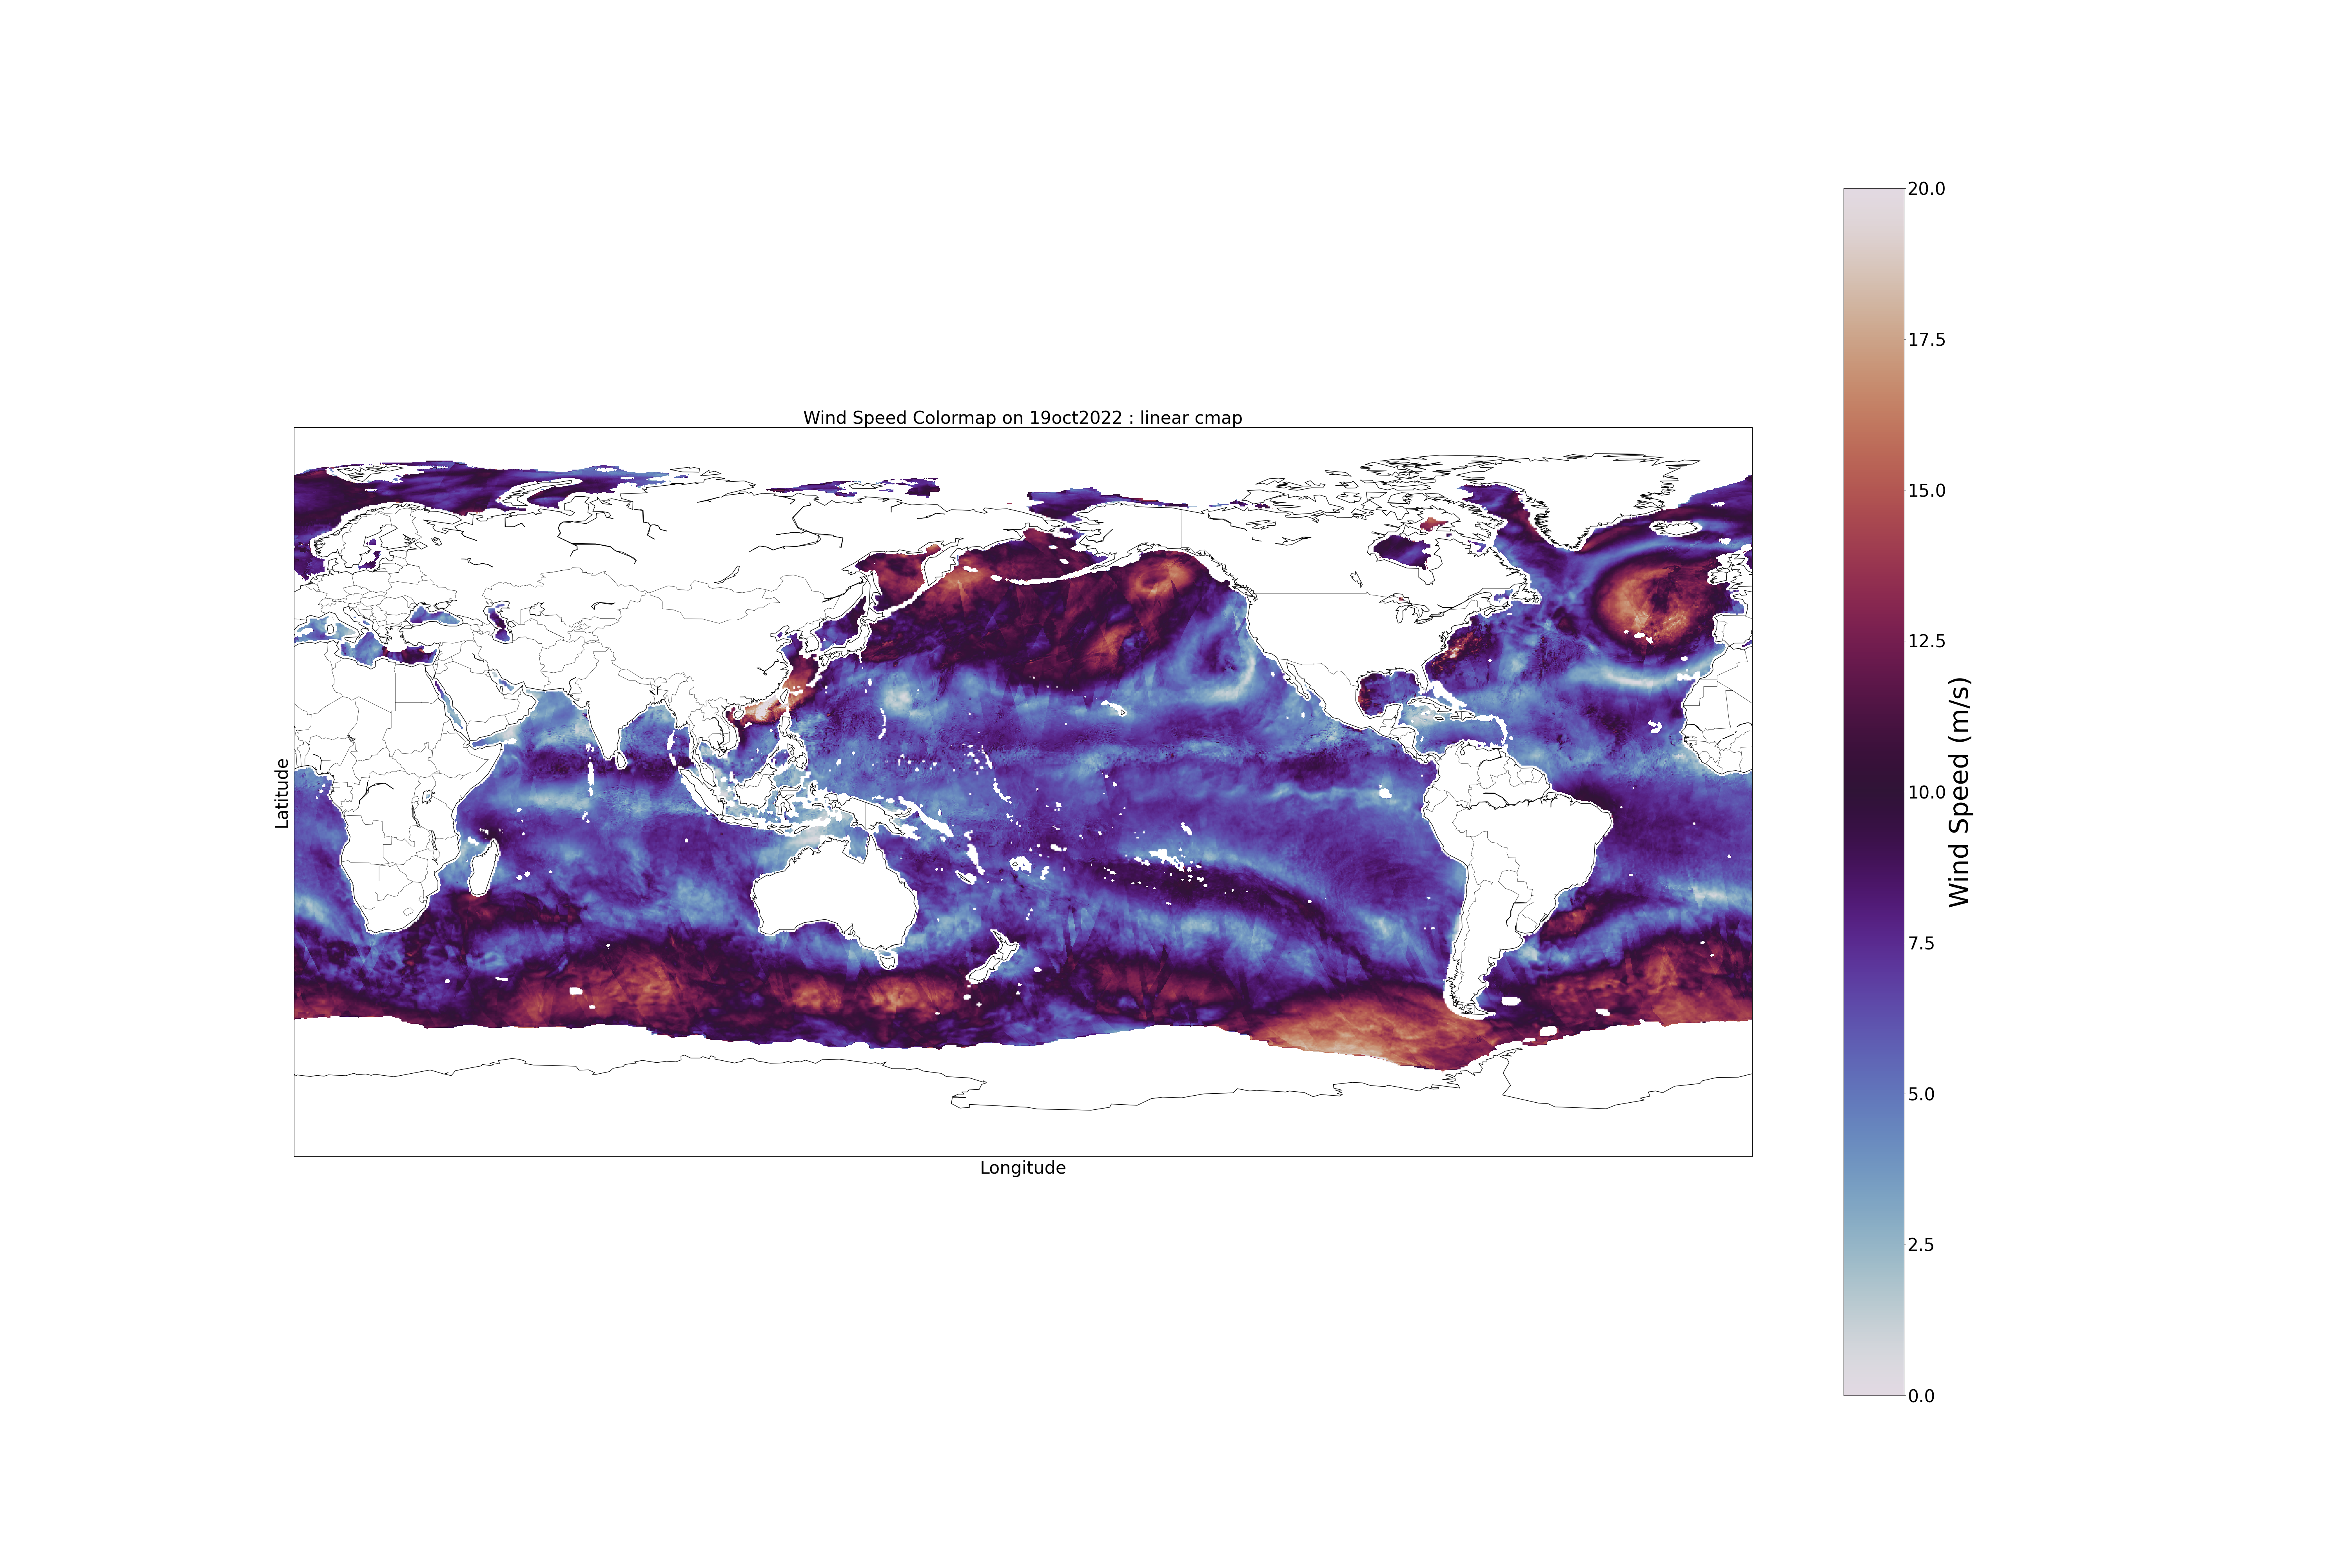 Wind Speed Colormap on 19oct2022 : linear cmap
Latitude
Longitude
20.0
17.5
15.0
12.5
10.0
7.5
5.0
2.5
0.0
Wind Speed (m/s)